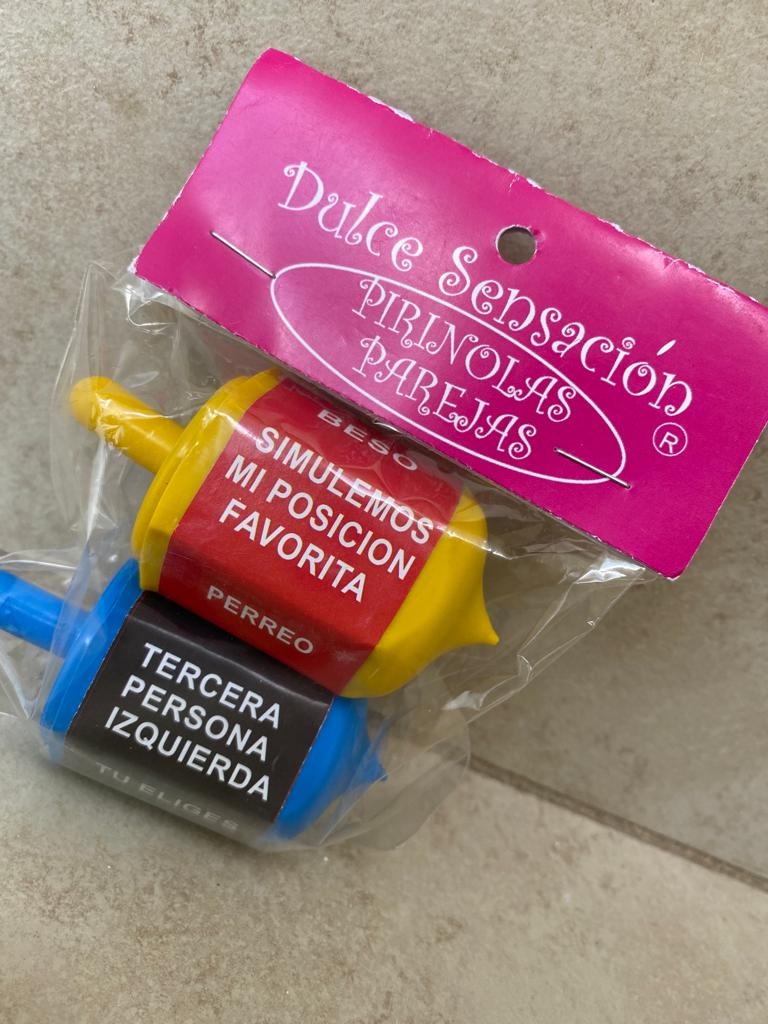 Dulce Sensación
PIRINOLAS
PAREJAS
®
BESO
SIMULEMOS
MI POSICION
FAVORITA
PERREO
TERCERA
PERSONA
IZQUIERDA
TU ELIGES